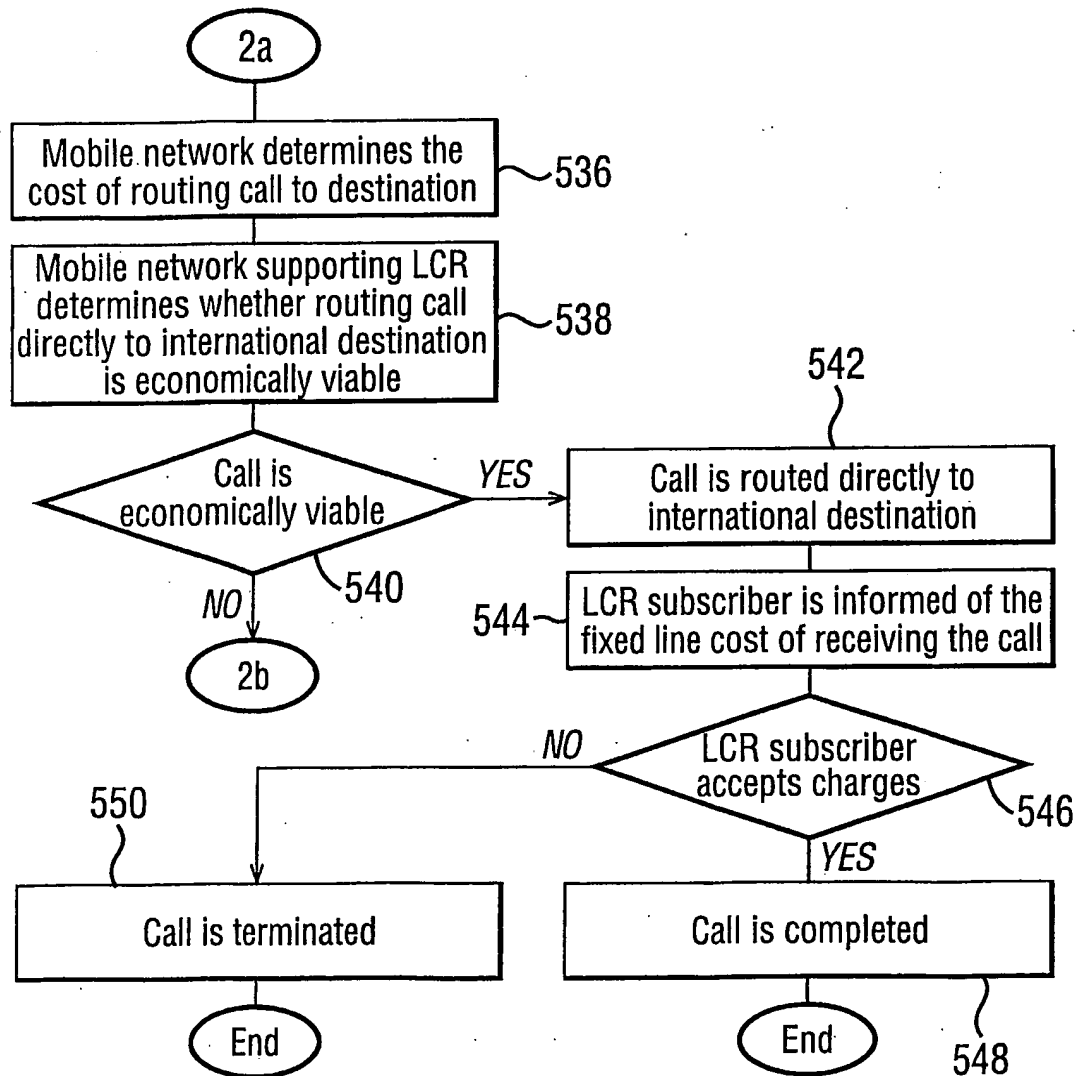 2a
Mobile network determines the
cost of routing call to destination
536
Mobile network supporting LCR
determines whether routing call
directly to international destination
is economically viable
538
Call is
economically viable
540
YES
NO
2b
542
Call is routed directly to
international destination
544
LCR subscriber is informed of the
fixed line cost of receiving the call
LCR subscriber
accepts charges
546
NO
YES
550
Call is terminated
End
Call is completed
548
End